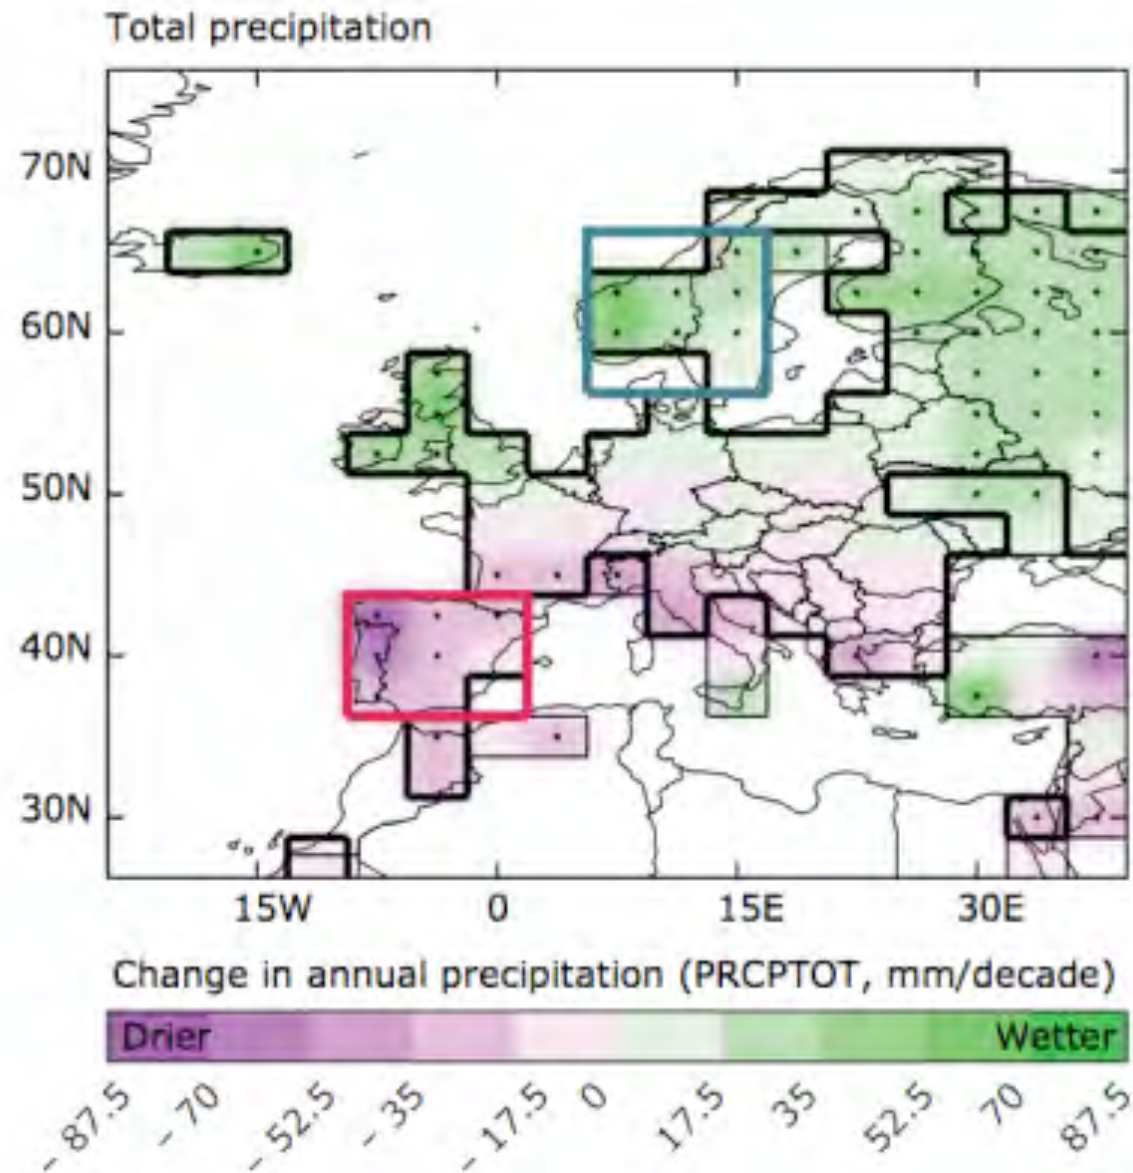 Total precipitation
70N
60N
50N
40N
30N
15W 0 15E 30E
Change in annual precipitation (PRCPTOT, mm/decade)
Drier Wetter
− 87.5 − 70 −52.5 − 35 − 17.5 0 17.5 35 52.5 70 87.5